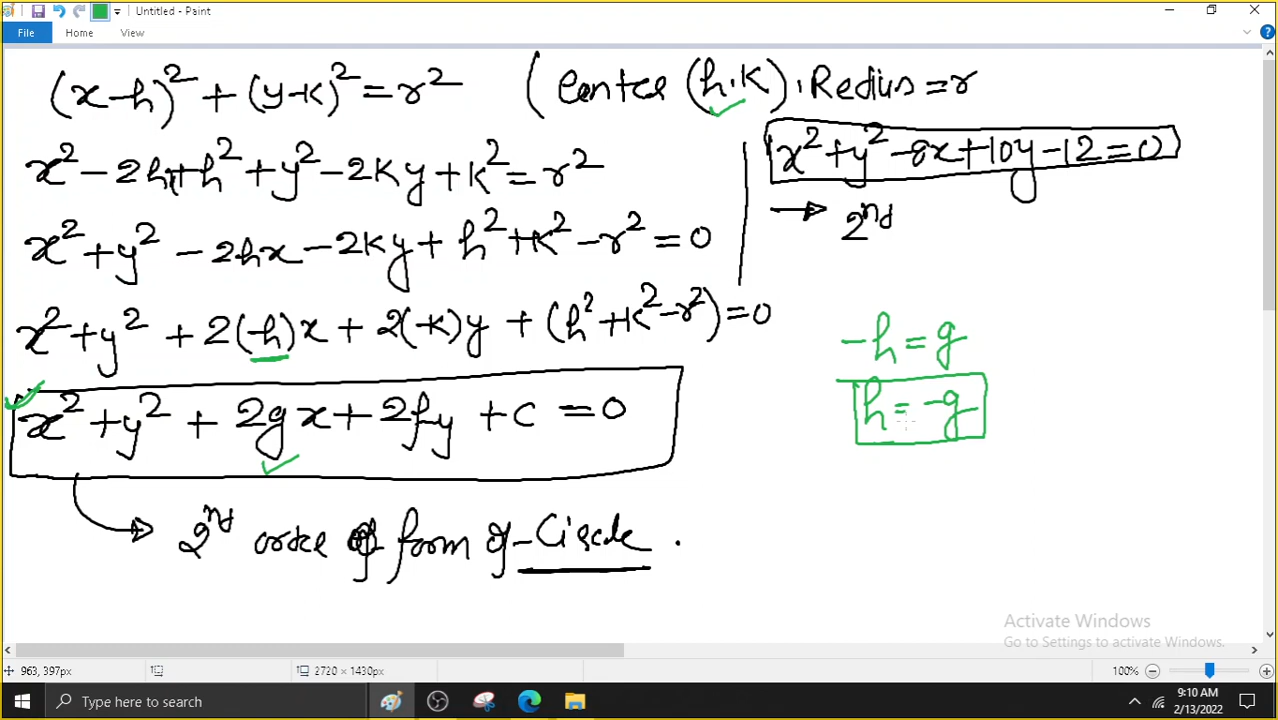 Untitled - Paint
File Home View
(x-h)² + (y-k)² = r² ( Center (h.k). Redius = r
x² - 2hx+h² + y² - 2ky + k² = r²
x² + y² - 2hx - 2ky + h² + k² - r² = 0
x² + y² + 2(-h)x + 2(-k)y + (h² + k² - r²) = 0
x² + y² + 2gx + 2fy + c = 0
→ 2nd order of form of Circle .
x² + y² - 8x + 10y - 12 = 0
→ 2nd
-h = g
h = -g
Activate Windows
Go to Settings to activate Windows.
963, 397px 2720 × 1430px 100%
Type here to search
9:10 AM
2/13/2022